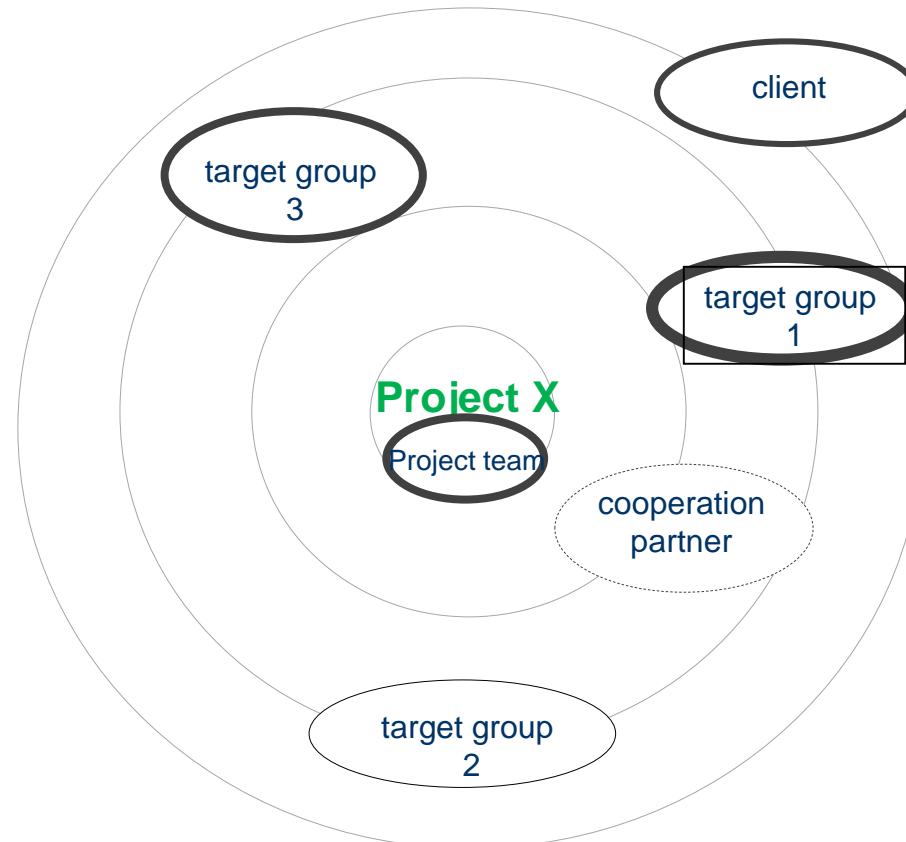 client
target group
3
target group
1
Project X
Project team
cooperation
partner
target group
2